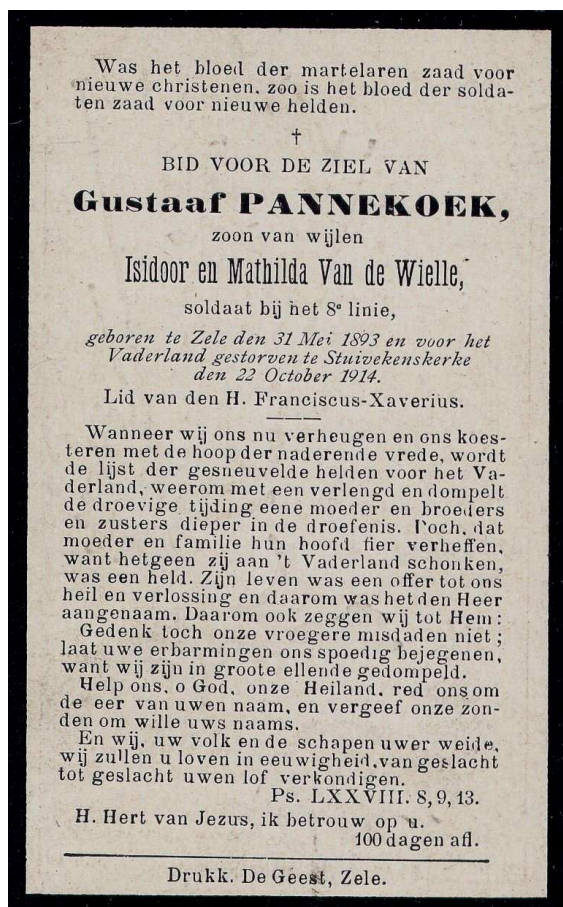 Was het bloed der martelaren zaad voor
nieuwe christenen, zoo is het bloed der solda-
ten zaad voor nieuwe helden.
†
BID VOOR DE ZIEL VAN
Gustaaf PANNEKOEK,
zoon van wijlen
Isidoor en Mathilda Van de Wielle,
soldaat bij het 8e linie,
geboren te Zele den 31 Mei 1893 en voor het
Vaderland gestorven te Stuivekenskerke
den 22 October 1914.
Lid van den H. Franciscus-Xaverius.
Wanneer wij ons nu verheugen en ons koes-
teren met de hoop der naderende vrede, wordt
de lijst der gesneuvelde helden voor het Va-
derland, weerom met een verlengd en dompelt
de droevige tijding eene moeder en broeders
en zusters dieper in de droefenis. Doch, dat
moeder en familie hun hoofd fier verheffen,
want hetgeen zij aan 't Vaderland schonken,
was een held. Zijn leven was een offer tot ons
heil en verlossing en daarom was het den Heer
aangenaam. Daarom ook zeggen wij tot Hem:
Gedenk toch onze vroegere misdaden niet;
laat uwe erbarmingen ons spoedig bejegenen,
want wij zijn in groote ellende gedompeld.
Help ons, o God, onze Heiland, red ons om
de eer van uwen naam, en vergeef onze zon-
den om wille uws naams.
En wij, uw volk en de schapen uwer weide,
wij zullen u loven in eeuwigheid, van geslacht
tot geslacht uwen lof verkondigen.
Ps. LXXVIII. 8, 9, 13.
H. Hert van Jezus, ik betrouw op u.
100 dagen afl.
Drukk. De Geest, Zele.